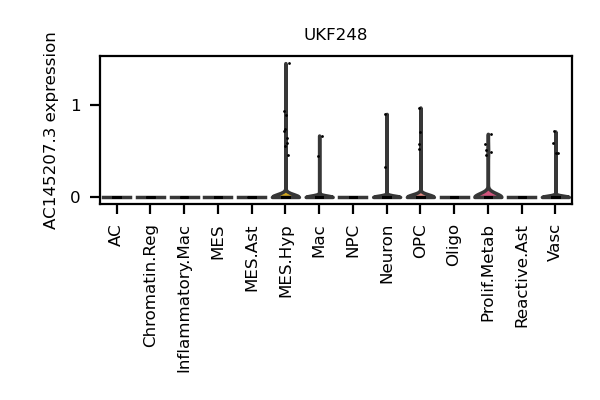 UKF248
AC145207.3 expression
1
0
AC
Chromatin.Reg
Inflammatory.Mac
MES
MES.Ast
MES.Hyp
Mac
NPC
Neuron
OPC
Oligo
Prolif.Metab
Reactive.Ast
Vasc